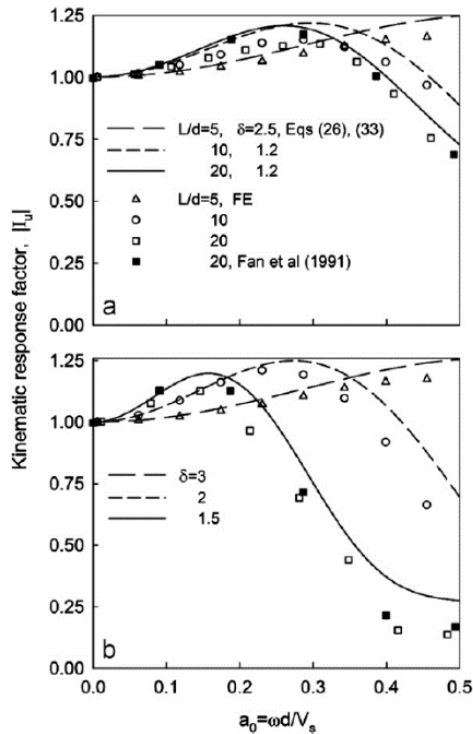 1.25
1.00
L/d=5, δ=2.5, Eqs (26), (33)
10, 1.2
20, 1.2
0.75
L/d=5, FE
10
0.50
20
20, Fan et al (1991)
0.25
a
0.00
Kinematic response factor, |Iu|
1.25
1.00
δ=3
0.75
2
1.5
0.50
0.25
b
0.00
0.0 0.1 0.2 0.3 0.4 0.5
a₀=ωd/Vₛ